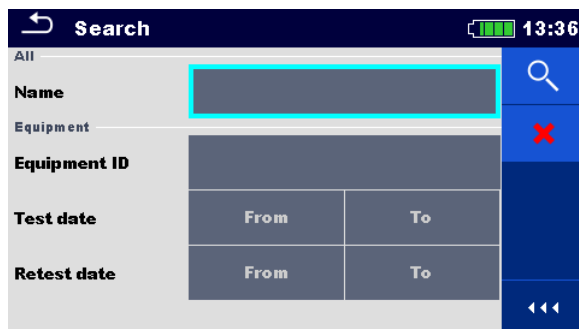 Search 13:36
All
Name
Equipment
Equipment ID
Test date From To
Retest date From To